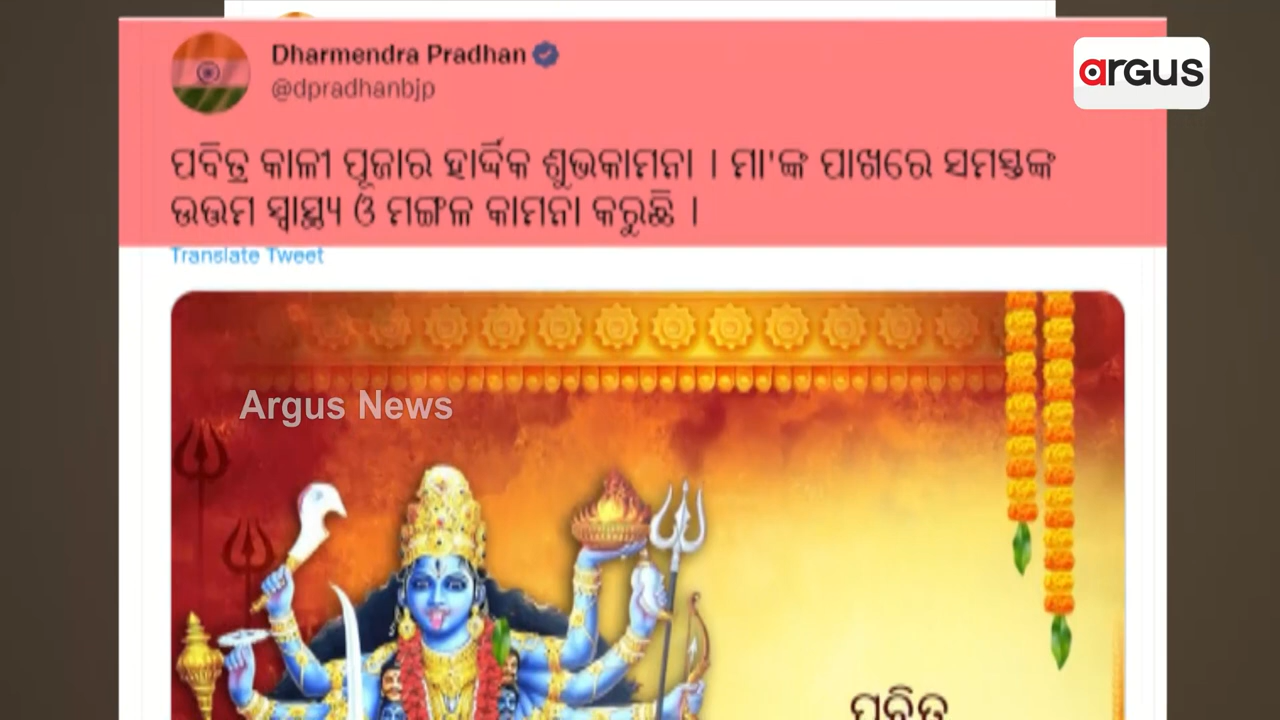 Dharmendra Pradhan
@dpradhanbjp
argus
ପବିତ୍ର କାଳୀ ପୂଜାର ହାର୍ଦ୍ଦିକ ଶୁଭକାମନା । ମା'ଙ୍କ ପାଖରେ ସମସ୍ତଙ୍କ
ଉତ୍ତମ ସ୍ୱାସ୍ଥ୍ୟ ଓ ମଙ୍ଗଳ କାମନା କରୁଛି ।
Translate Tweet
Argus News
ପବିତ୍ର